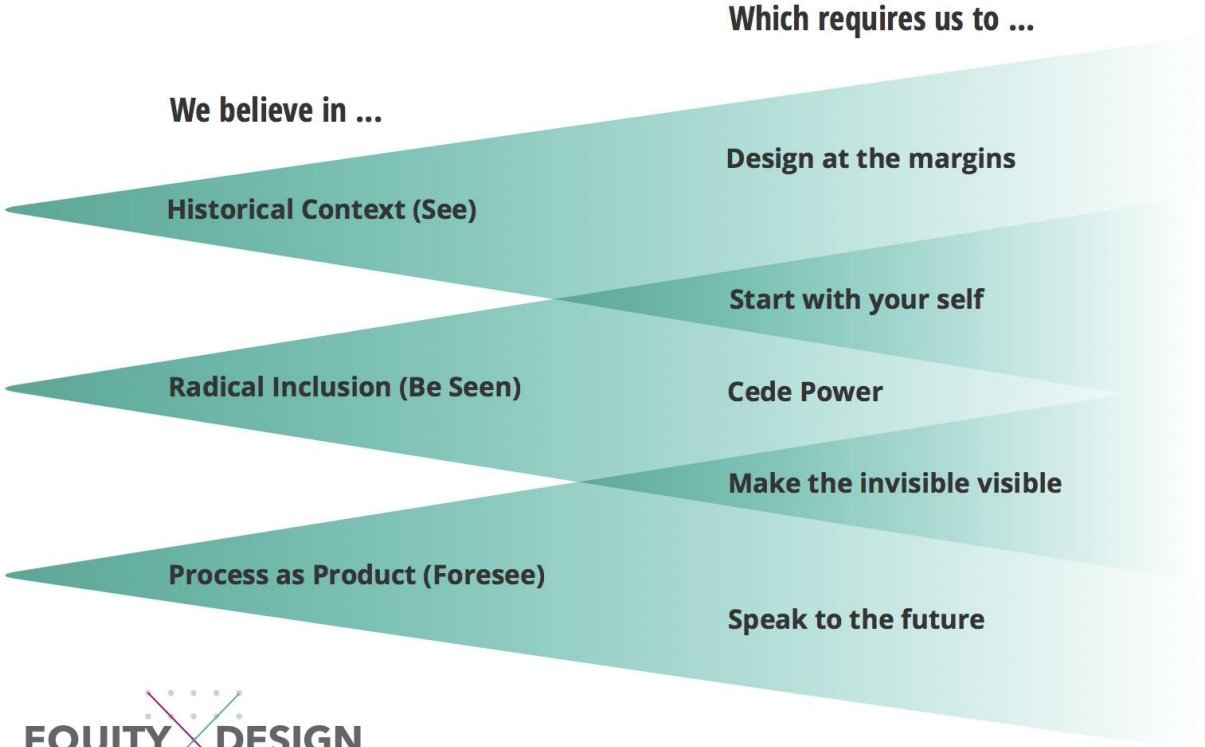 Which requires us to ...
We believe in ...
Design at the margins
Historical Context (See)
Start with your self
Radical Inclusion (Be Seen)
Cede Power
Make the invisible visible
Process as Product (Foresee)
Speak to the future
EQUITY DESIGN